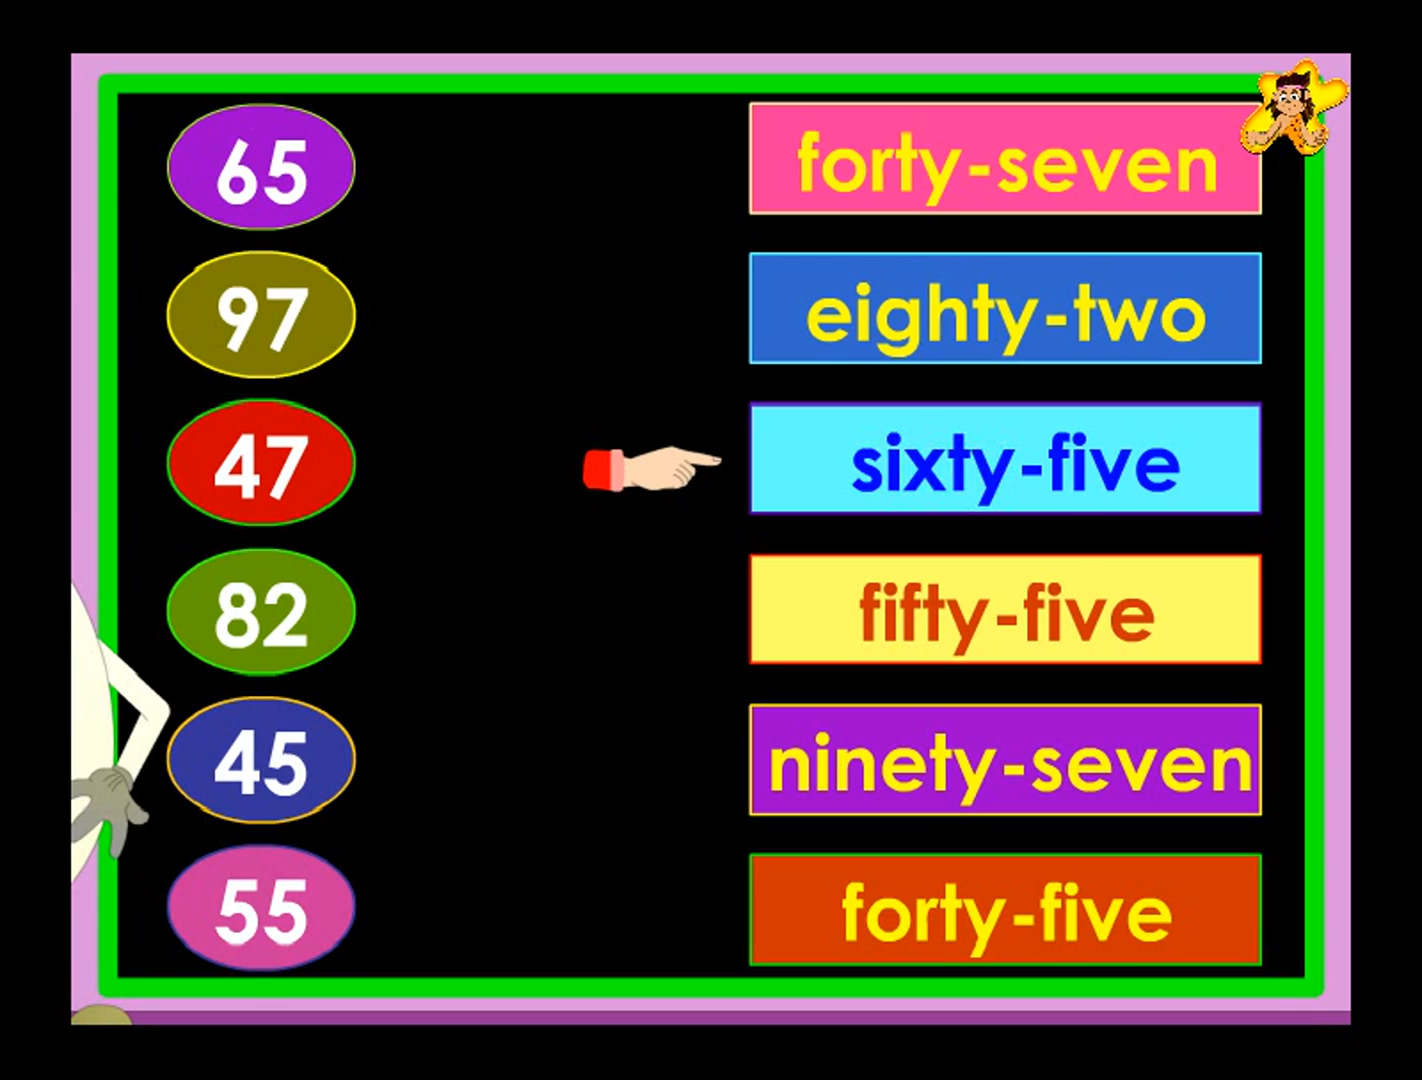 65 forty-seven
97 eighty-two
47 sixty-five
82 fifty-five
45 ninety-seven
55 forty-five